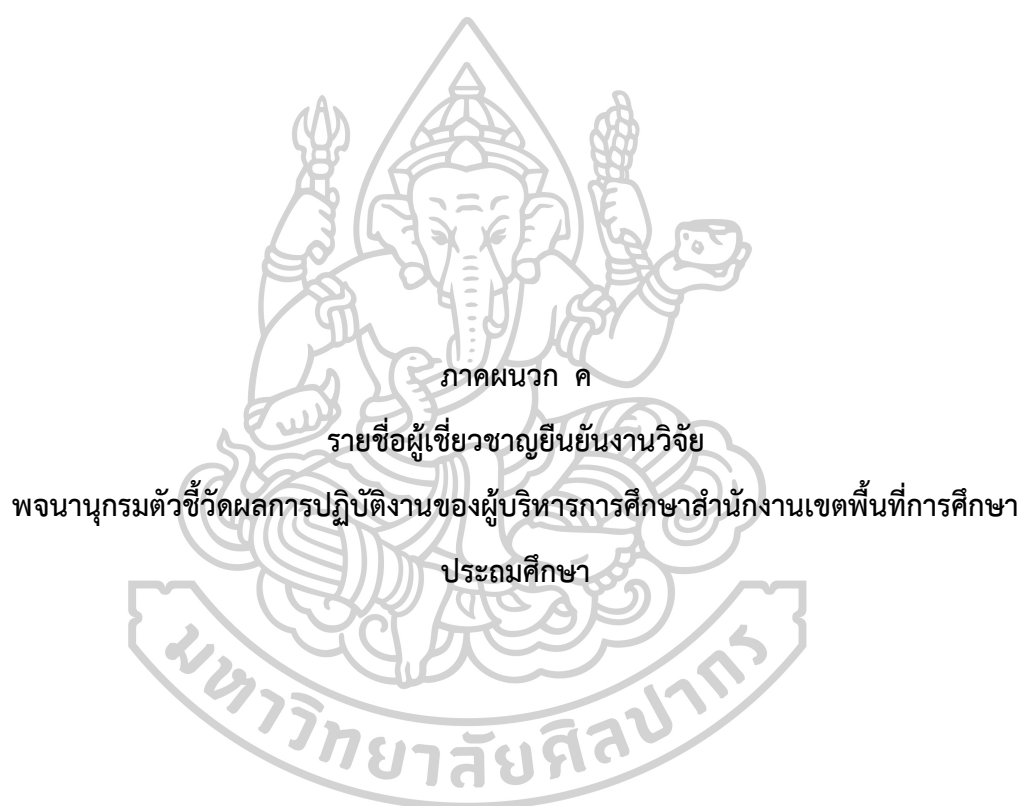 ภาคผนวก ค
รายชื่อผู้เชี่ยวชาญยืนยันงานวิจัย
พจนานุกรมตัวชี้วัดผลการปฏิบัติงานของผู้บริหารการศึกษาสำนักงานเขตพื้นที่การศึกษา
ประถมศึกษา
มหาวิทยาลัยศิลปากร